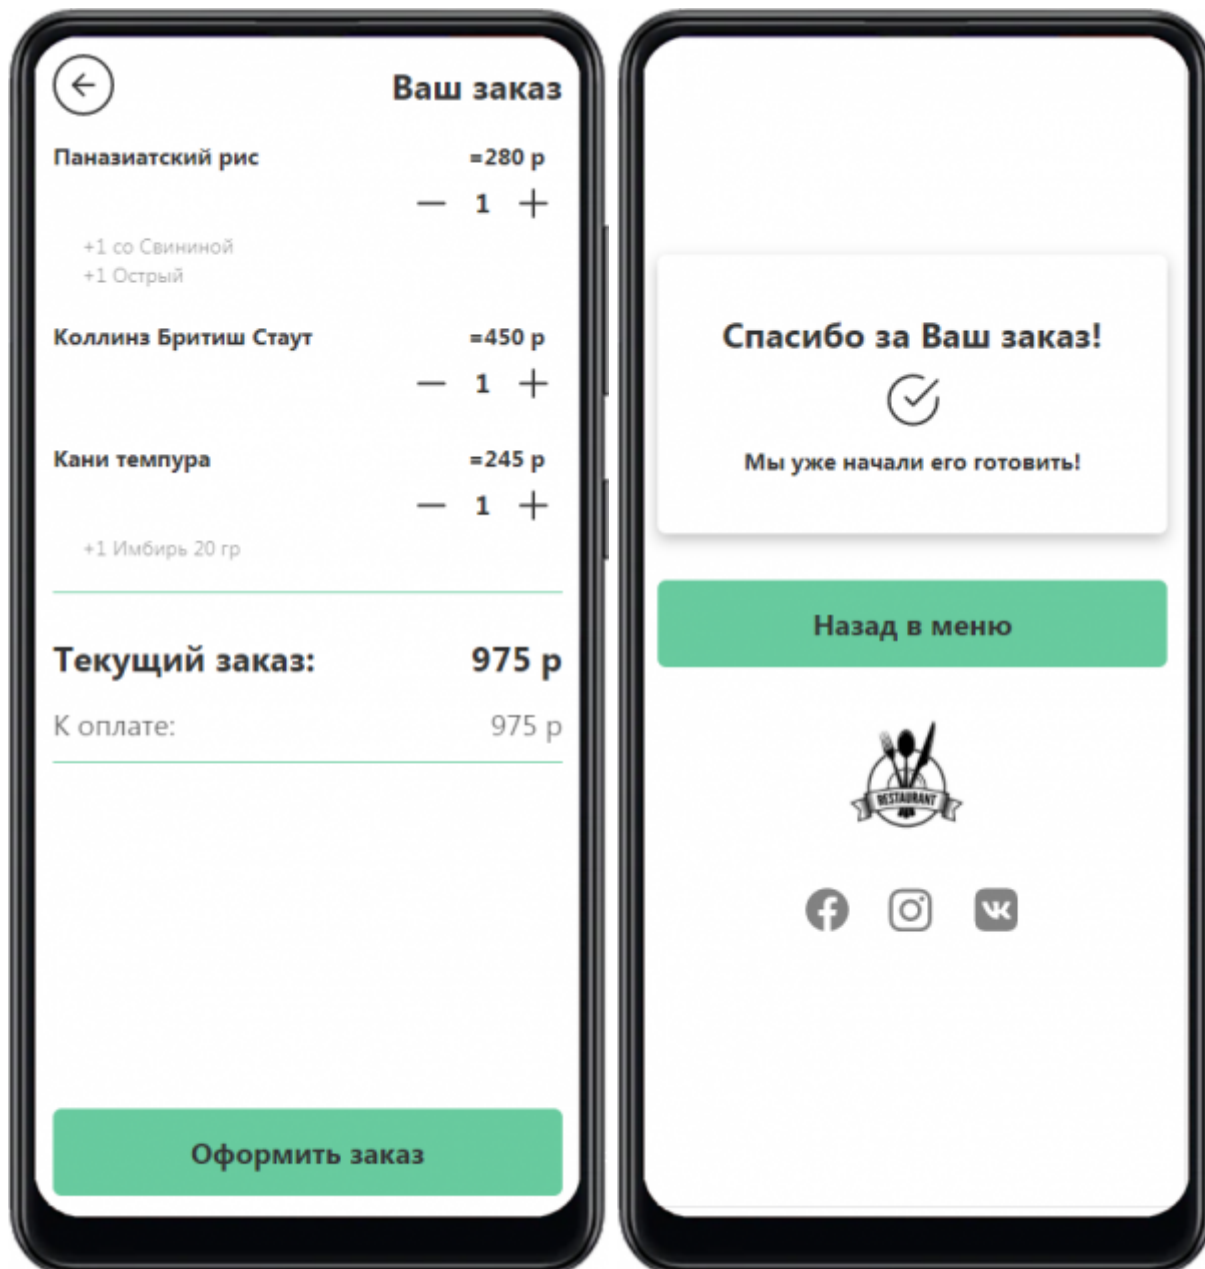 Ваш заказ
Паназиатский рис =280 р
1
+1 со Свининой
+1 Острый
Коллинз Бритиш Стаут =450 р
1
Кани темпура =245 р
1
+1 Имбирь 20 гр
Текущий заказ: 975 р
К оплате: 975 р
Оформить заказ
Спасибо за Ваш заказ!
Мы уже начали его готовить!
Назад в меню
RESTAURANT